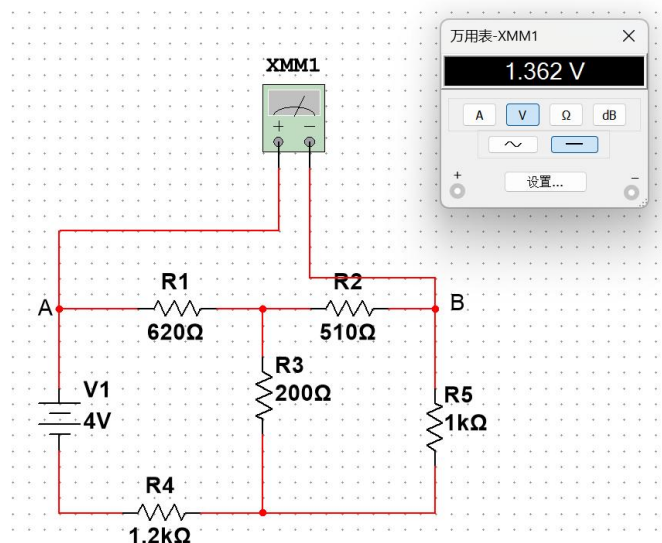 万用表-XMM1
1.362 V
A V Ω dB
+ 设置... −
XMM1
+ −
A
R1
620Ω
R2
510Ω
B
R3
200Ω
V1
4V
R5
1kΩ
R4
1.2kΩ